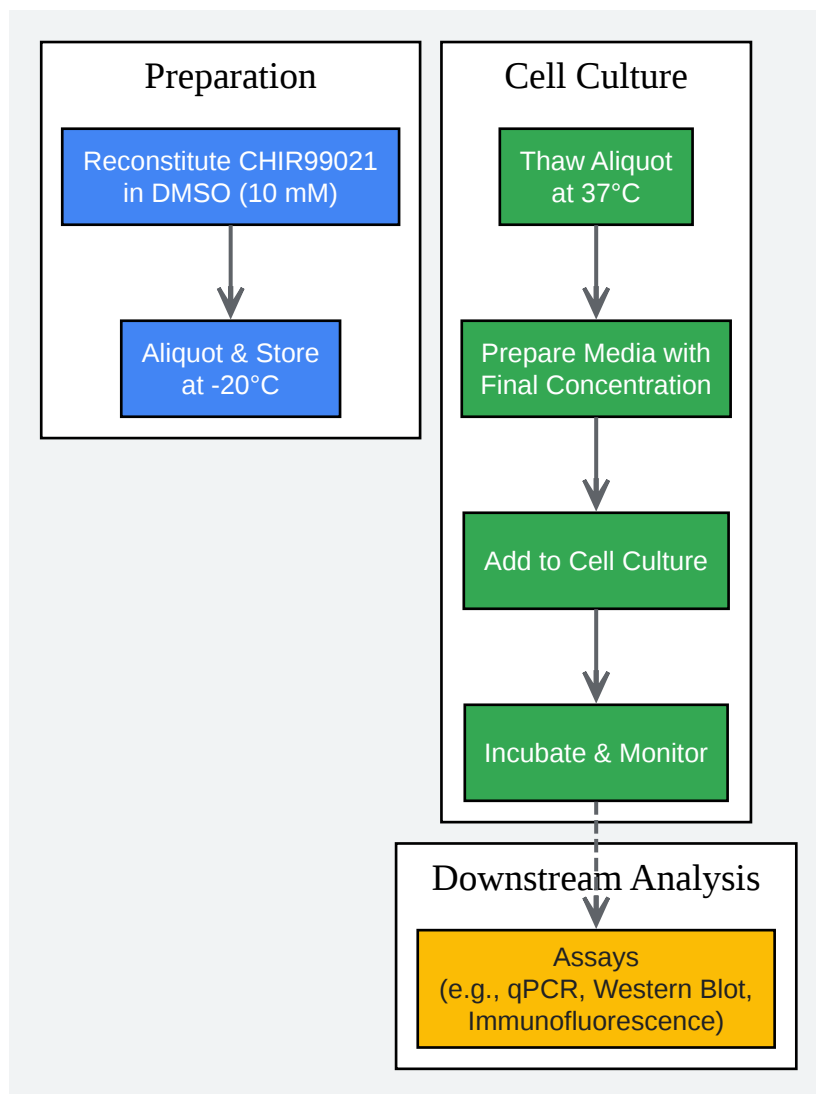 Preparation
Reconstitute CHIR99021
in DMSO (10 mM)
Aliquot & Store
at -20°C
Cell Culture
Thaw Aliquot
at 37°C
Prepare Media with
Final Concentration
Add to Cell Culture
Incubate & Monitor
Downstream Analysis
Assays
(e.g., qPCR, Western Blot,
Immunofluorescence)